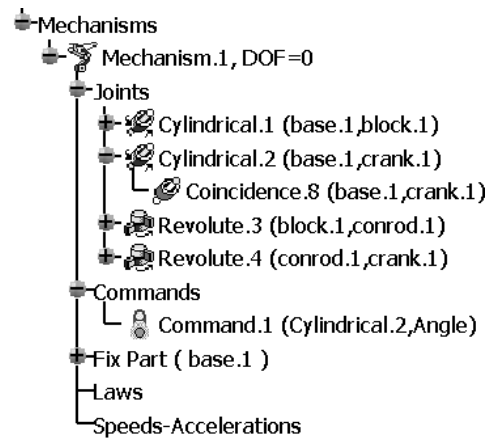 Mechanisms
Mechanism.1, DOF=0
Joints
Cylindrical.1 (base.1,block.1)
Cylindrical.2 (base.1,crank.1)
Coincidence.8 (base.1,crank.1)
Revolute.3 (block.1,conrod.1)
Revolute.4 (conrod.1,crank.1)
Commands
Command.1 (Cylindrical.2,Angle)
Fix Part ( base.1 )
Laws
Speeds-Accelerations